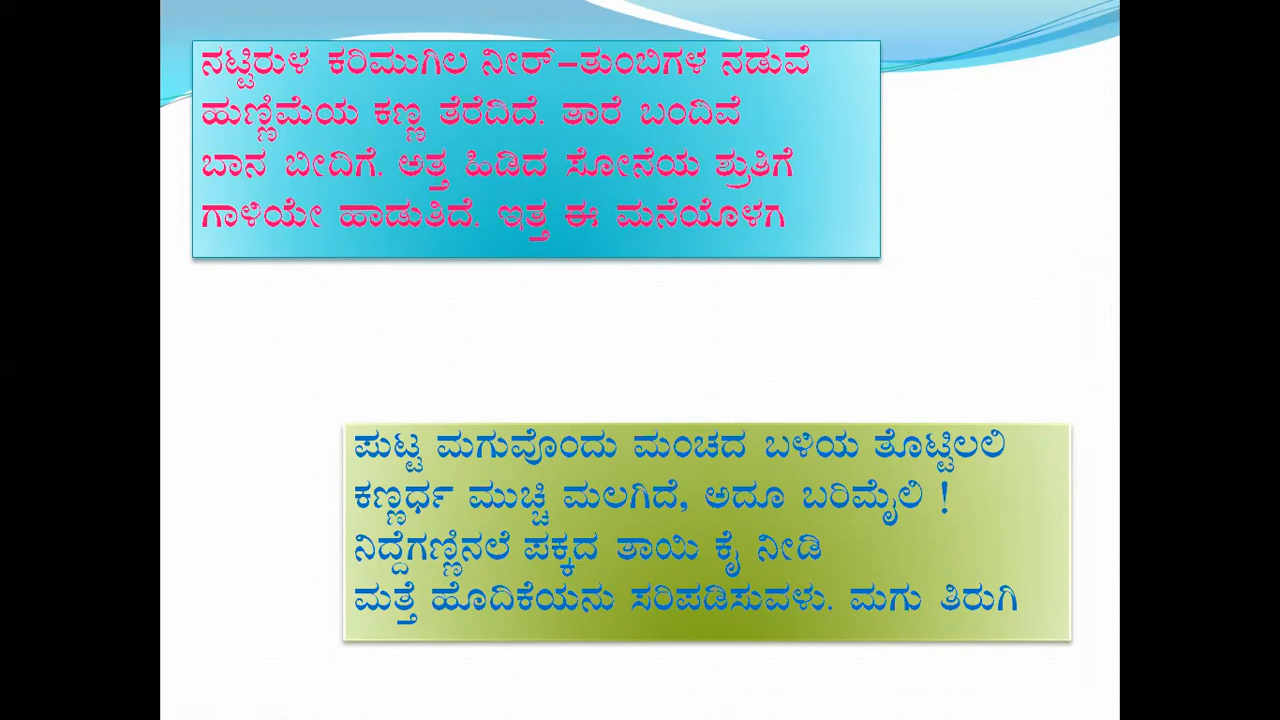 ನಟ್ಟಿರುಳ ಕರಿಮುಗಿಲ ನೀರ್-ತುಂಬಿಗಳ ನಡುವೆ
ಹುಣ್ಣಿಮೆಯ ಕಣ್ಣ ತೆರೆದಿದೆ. ತಾರೆ ಬಂದಿವೆ
ಬಾನ ಬೀದಿಗೆ. ಅತ್ತ ಹಿಡಿದ ಸೋನೆಯ ಶ್ರುತಿಗೆ
ಗಾಳಿಯೇ ಹಾಡುತಿದೆ. ಇತ್ತ ಈ ಮನೆಯೊಳಗೆ
ಪುಟ್ಟ ಮಗುವೊಂದು ಮಂಚದ ಬಳಿಯ ತೊಟ್ಟಿಲಲಿ
ಕಣ್ಣರ್ಧ ಮುಚ್ಚಿ ಮಲಗಿದೆ, ಅದೂ ಬರಿಮೈಲಿ !
ನಿದ್ದೆಗಣ್ಣಿನಲೆ ಪಕ್ಕದ ತಾಯಿ ಕೈ ನೀಡಿ
ಮತ್ತೆ ಹೊದಿಕೆಯನು ಸರಿಪಡಿಸುವಳು. ಮಗು ತಿರುಗಿ